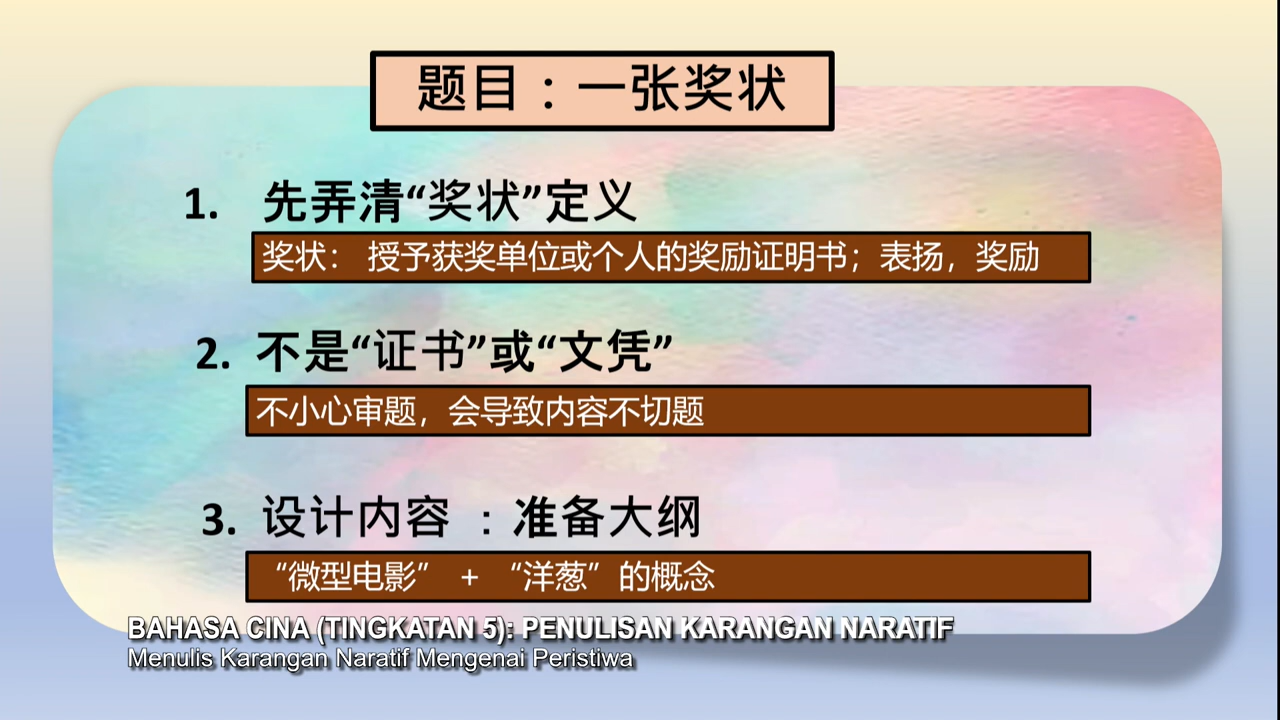 题目：一张奖状
1. 先弄清“奖状”定义
奖状： 授予获奖单位或个人的奖励证明书；表扬，奖励
2. 不是“证书”或“文凭”
不小心审题，会导致内容不切题
3. 设计内容 ：准备大纲
“微型电影” + “洋葱”的概念
BAHASA CINA (TINGKATAN 5): PENULISAN KARANGAN NARATIF
Menulis Karangan Naratif Mengenai Peristiwa